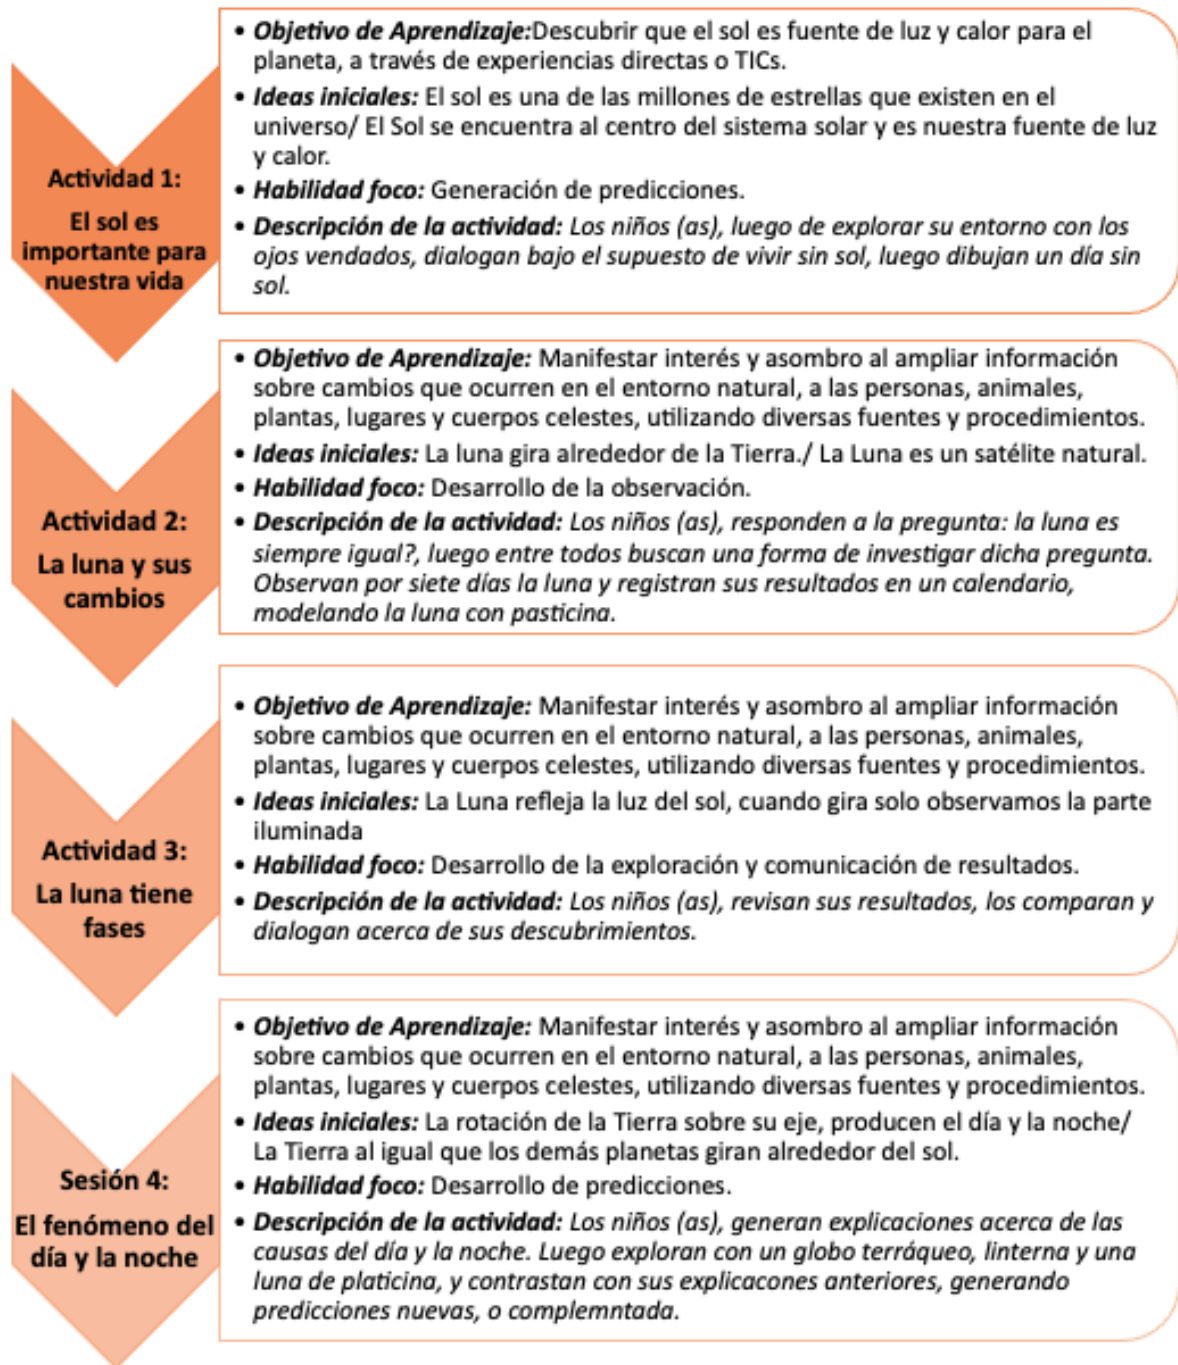 Actividad 1:
El sol es
importante para
nuestra vida
• Objetivo de Aprendizaje:Descubrir que el sol es fuente de luz y calor para el
planeta, a través de experiencias directas o TICs.
• Ideas iniciales: El sol es una de las millones de estrellas que existen en el
universo/ El Sol se encuentra al centro del sistema solar y es nuestra fuente de luz
y calor.
• Habilidad foco: Generación de predicciones.
• Descripción de la actividad: Los niños (as), luego de explorar su entorno con los
ojos vendados, dialogan bajo el supuesto de vivir sin sol, luego dibujan un día sin
sol.
Actividad 2:
La luna y sus
cambios
• Objetivo de Aprendizaje: Manifestar interés y asombro al ampliar información
sobre cambios que ocurren en el entorno natural, a las personas, animales,
plantas, lugares y cuerpos celestes, utilizando diversas fuentes y procedimientos.
• Ideas iniciales: La luna gira alrededor de la Tierra./ La Luna es un satélite natural.
• Habilidad foco: Desarrollo de la observación.
• Descripción de la actividad: Los niños (as), responden a la pregunta: la luna es
siempre igual?, luego entre todos buscan una forma de investigar dicha pregunta.
Observan por siete días la luna y registran sus resultados en un calendario,
modelando la luna con pasticina.
Actividad 3:
La luna tiene
fases
• Objetivo de Aprendizaje: Manifestar interés y asombro al ampliar información
sobre cambios que ocurren en el entorno natural, a las personas, animales,
plantas, lugares y cuerpos celestes, utilizando diversas fuentes y procedimientos.
• Ideas iniciales: La Luna refleja la luz del sol, cuando gira solo observamos la parte
iluminada
• Habilidad foco: Desarrollo de la exploración y comunicación de resultados.
• Descripción de la actividad: Los niños (as), revisan sus resultados, los comparan y
dialogan acerca de sus descubrimientos.
Sesión 4:
El fenómeno del
día y la noche
• Objetivo de Aprendizaje: Manifestar interés y asombro al ampliar información
sobre cambios que ocurren en el entorno natural, a las personas, animales,
plantas, lugares y cuerpos celestes, utilizando diversas fuentes y procedimientos.
• Ideas iniciales: La rotación de la Tierra sobre su eje, producen el día y la noche/
La Tierra al igual que los demás planetas giran alrededor del sol.
• Habilidad foco: Desarrollo de predicciones.
• Descripción de la actividad: Los niños (as), generan explicaciones acerca de las
causas del día y la noche. Luego exploran con un globo terráqueo, linterna y una
luna de platicina, y contrastan con sus explicacones anteriores, generando
predicciones nuevas, o complemntada.